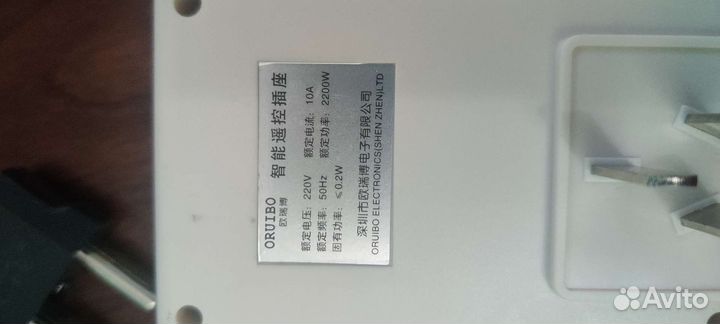 ORUIBO
欧瑞博
智能遥控插座
额定电压: 220V 额定电流: 10A
额定频率: 50Hz 额定功率: 2200W
固有功率: ≤0.2W
深圳市欧瑞博电子有限公司
ORUIBO ELECTRONICS(SHEN ZHEN)LTD
Avito